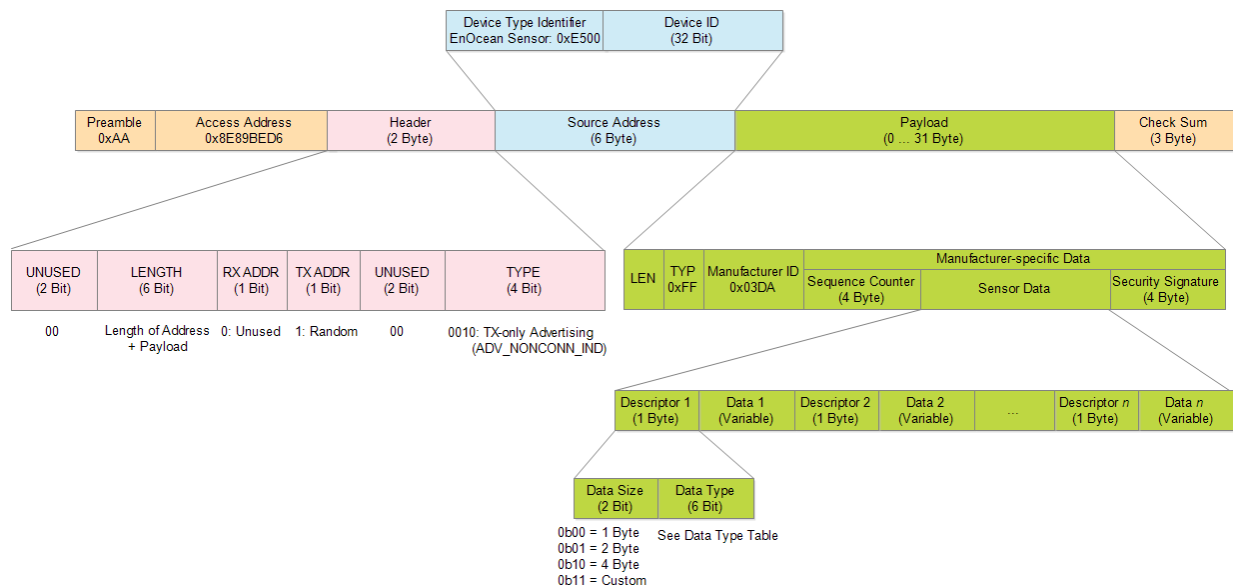 Device Type Identifier
EnOcean Sensor: 0xE500
Device ID
(32 Bit)
Preamble
0xAA
Access Address
0x8E89BED6
Header
(2 Byte)
Source Address
(6 Byte)
Payload
(0 ... 31 Byte)
Check Sum
(3 Byte)
UNUSED
(2 Bit)
LENGTH
(6 Bit)
RX ADDR
(1 Bit)
TX ADDR
(1 Bit)
UNUSED
(2 Bit)
TYPE
(4 Bit)
00
Length of Address
+ Payload
0: Unused
1: Random
00
0010: TX-only Advertising
(ADV_NONCONN_IND)
LEN
TYP
0xFF
Manufacturer ID
0x03DA
Manufacturer-specific Data
Sequence Counter
(4 Byte)
Sensor Data
Security Signature
(4 Byte)
Descriptor 1
(1 Byte)
Data 1
(Variable)
Descriptor 2
(1 Byte)
Data 2
(Variable)
...
Descriptor n
(1 Byte)
Data n
(Variable)
Data Size
(2 Bit)
Data Type
(6 Bit)
0b00 = 1 Byte
0b01 = 2 Byte
0b10 = 4 Byte
0b11 = Custom
See Data Type Table